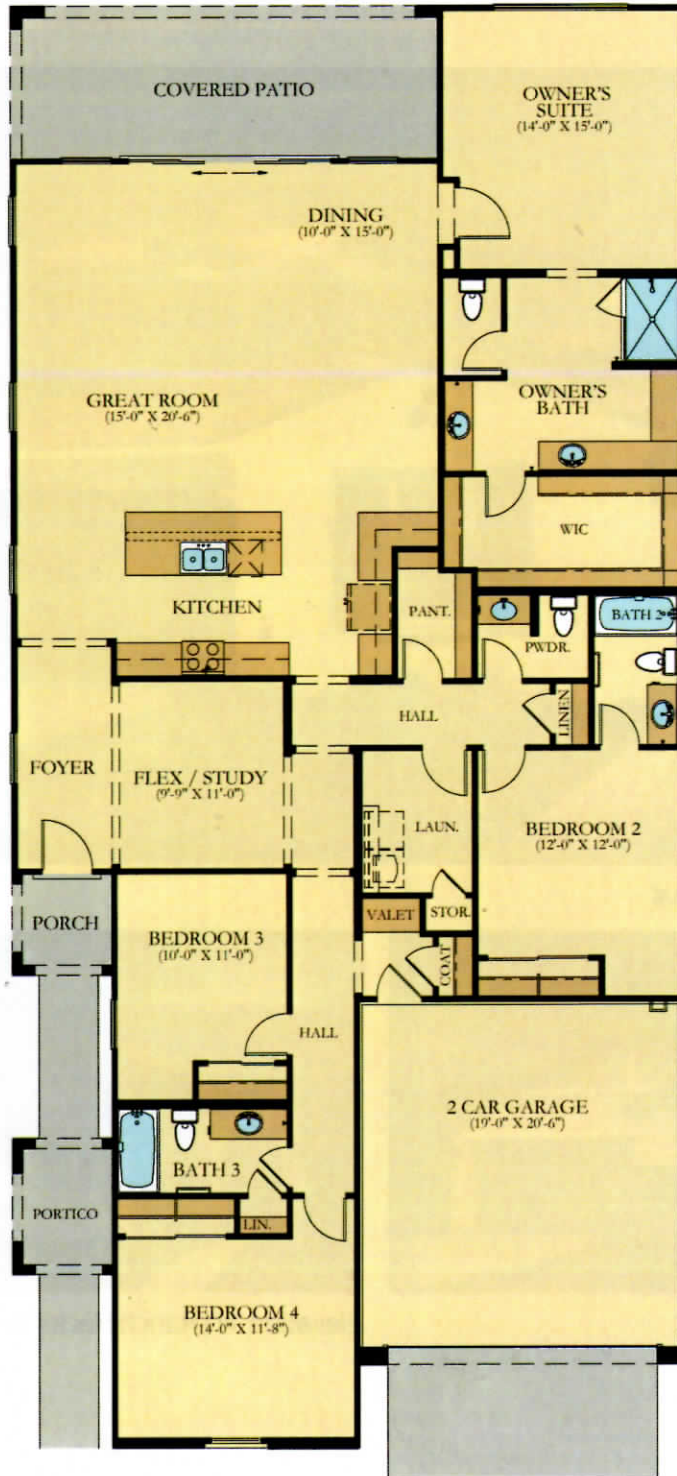 COVERED PATIO
OWNER'S
SUITE
(14'-0" X 15'-0")
DINING
(10'-0" X 15'-0")
GREAT ROOM
(15'-0" X 20'-6")
OWNER'S
BATH
WIC
KITCHEN
PANT.
PWDR.
BATH 2
HALL
LINEN
FOYER
FLEX / STUDY
(9'-9" X 11'-0")
LAUN.
BEDROOM 2
(12'-0" X 12'-0")
PORCH
VALET
STOR.
BEDROOM 3
(10'-0" X 11'-0")
COAT
HALL
2 CAR GARAGE
(19'-0" X 20'-6")
BATH 3
PORTICO
LIN.
BEDROOM 4
(14'-0" X 11'-8")